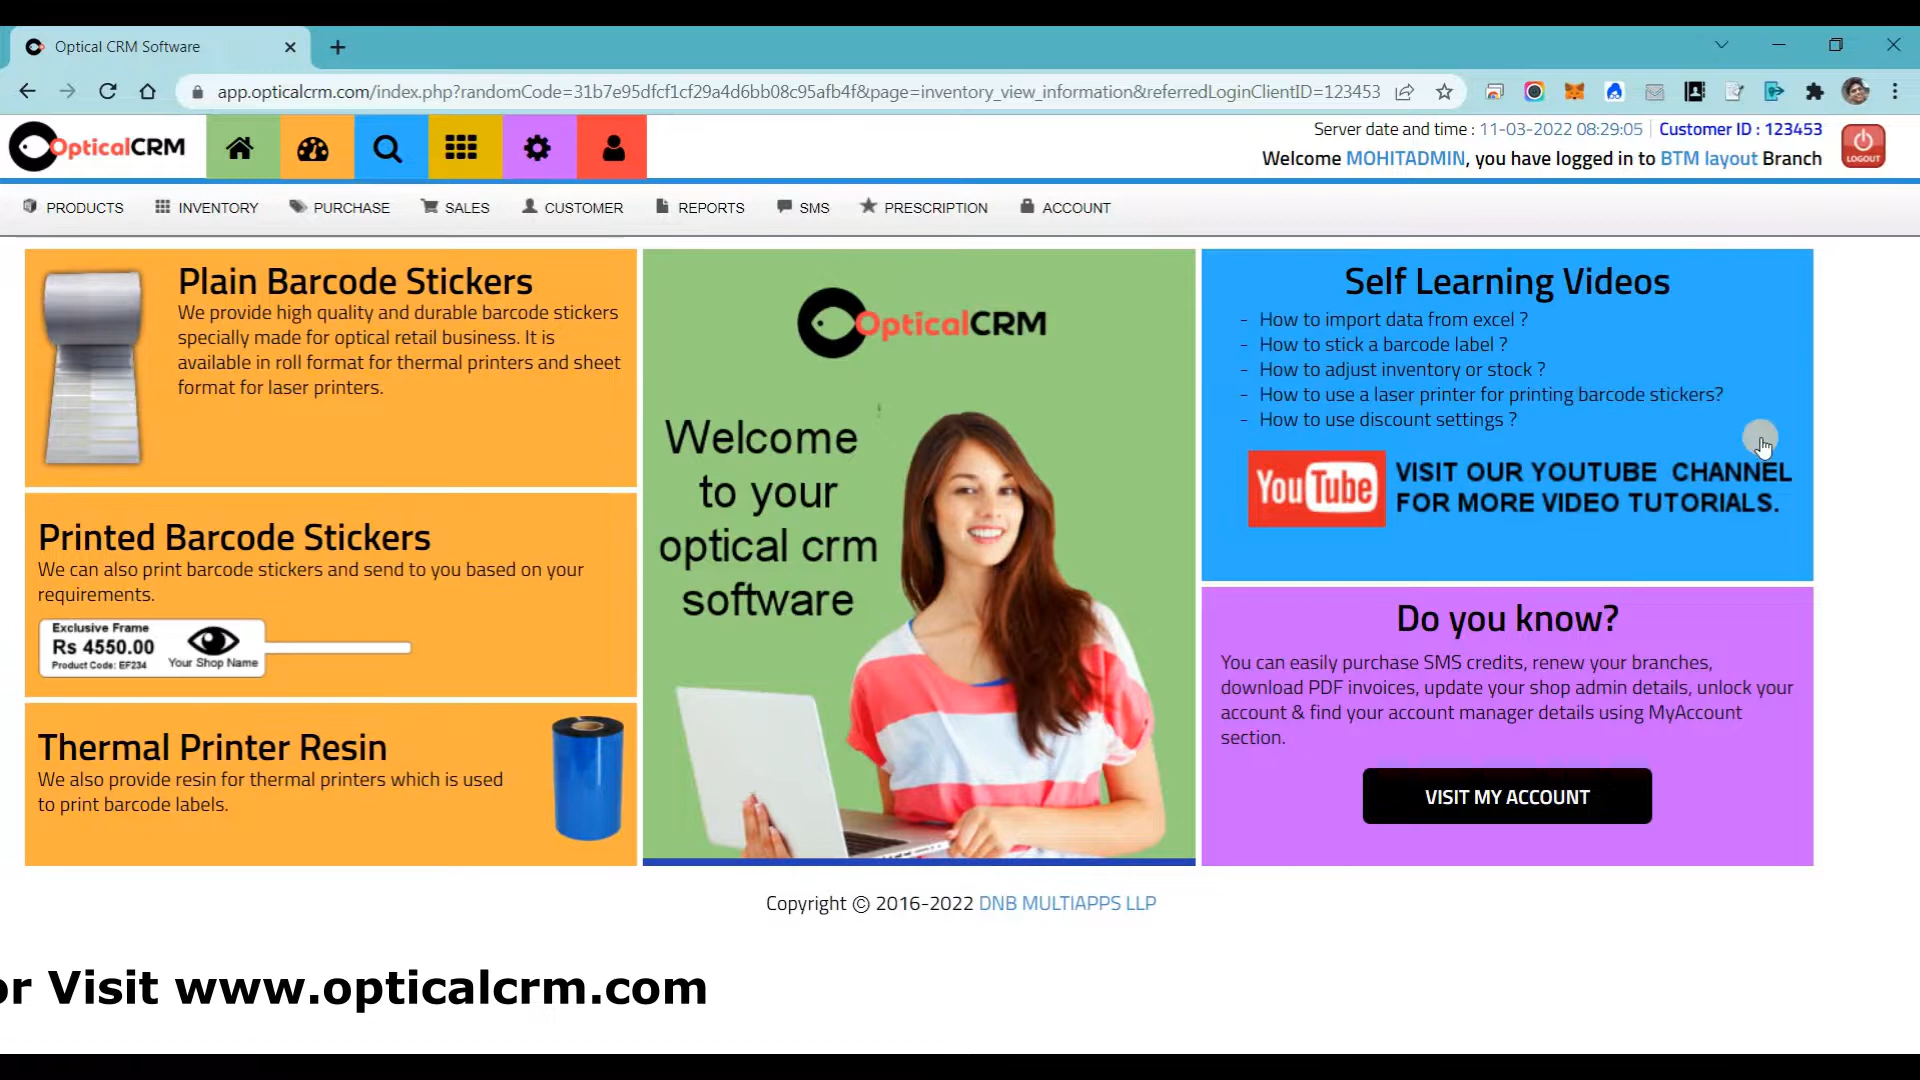 Optical CRM Software
app.opticalcrm.com/index.php?randomCode=31b7e95dfcf1cf29a4d6bb08c95afb4f&page=inventory_view_information&referredLoginClientID=123453
OpticalCRM
Server date and time : 11-03-2022 08:29:05 Customer ID : 123453
Welcome MOHITADMIN, you have logged in to BTM layout Branch
LOGOUT
PRODUCTS INVENTORY PURCHASE SALES CUSTOMER REPORTS SMS PRESCRIPTION ACCOUNT
Plain Barcode Stickers
We provide high quality and durable barcode stickers
specially made for optical retail business. It is
available in roll format for thermal printers and sheet
format for laser printers.
Printed Barcode Stickers
We can also print barcode stickers and send to you based on your
requirements.
Exclusive Frame
Rs 4550.00
Product Code: EF234
Your Shop Name
Thermal Printer Resin
We also provide resin for thermal printers which is used
to print barcode labels.
OpticalCRM
Welcome
to your
optical crm
software
Self Learning Videos
- How to import data from excel ?
- How to stick a barcode label ?
- How to adjust inventory or stock ?
- How to use a laser printer for printing barcode stickers?
- How to use discount settings ?
YouTube
VISIT OUR YOUTUBE CHANNEL
FOR MORE VIDEO TUTORIALS.
Do you know?
You can easily purchase SMS credits, renew your branches,
download PDF invoices, update your shop admin details, unlock your
account & find your account manager details using MyAccount
section.
VISIT MY ACCOUNT
Copyright © 2016-2022 DNB MULTIAPPS LLP
or Visit www.opticalcrm.com